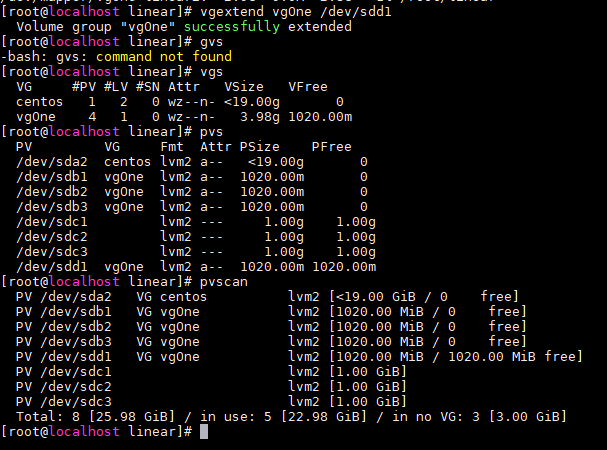 [root@localhost linear]# vgextend vgOne /dev/sdd1
  Volume group "vgOne" successfully extended
[root@localhost linear]# gvs
-bash: gvs: command not found
[root@localhost linear]# vgs
  VG     #PV #LV #SN Attr   VSize   VFree
  centos   1   2   0 wz--n- <19.00g       0
  vgOne    4   1   0 wz--n-   3.98g 1020.00m
[root@localhost linear]# pvs
  PV         VG     Fmt  Attr PSize    PFree
  /dev/sda2  centos lvm2 a--   <19.00g       0
  /dev/sdb1  vgOne  lvm2 a--  1020.00m       0
  /dev/sdb2  vgOne  lvm2 a--  1020.00m       0
  /dev/sdb3  vgOne  lvm2 a--  1020.00m       0
  /dev/sdc1         lvm2 ---     1.00g    1.00g
  /dev/sdc2         lvm2 ---     1.00g    1.00g
  /dev/sdc3         lvm2 ---     1.00g    1.00g
  /dev/sdd1  vgOne  lvm2 a--  1020.00m 1020.00m
[root@localhost linear]# pvscan
  PV /dev/sda2   VG centos          lvm2 [<19.00 GiB / 0    free]
  PV /dev/sdb1   VG vgOne           lvm2 [1020.00 MiB / 0    free]
  PV /dev/sdb2   VG vgOne           lvm2 [1020.00 MiB / 0    free]
  PV /dev/sdb3   VG vgOne           lvm2 [1020.00 MiB / 0    free]
  PV /dev/sdd1   VG vgOne           lvm2 [1020.00 MiB / 1020.00 MiB free]
  PV /dev/sdc1                      lvm2 [1.00 GiB]
  PV /dev/sdc2                      lvm2 [1.00 GiB]
  PV /dev/sdc3                      lvm2 [1.00 GiB]
  Total: 8 [25.98 GiB] / in use: 5 [22.98 GiB] / in no VG: 3 [3.00 GiB]
[root@localhost linear]#